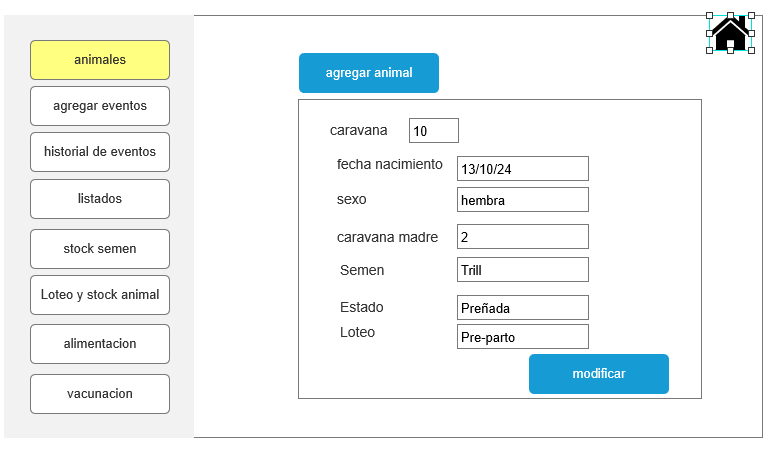 animales
agregar eventos
historial de eventos
listados
stock semen
Loteo y stock animal
alimentacion
vacunacion
agregar animal
caravana 10
fecha nacimiento 13/10/24
sexo hembra
caravana madre 2
Semen Trill
Estado Preñada
Loteo Pre-parto
modificar